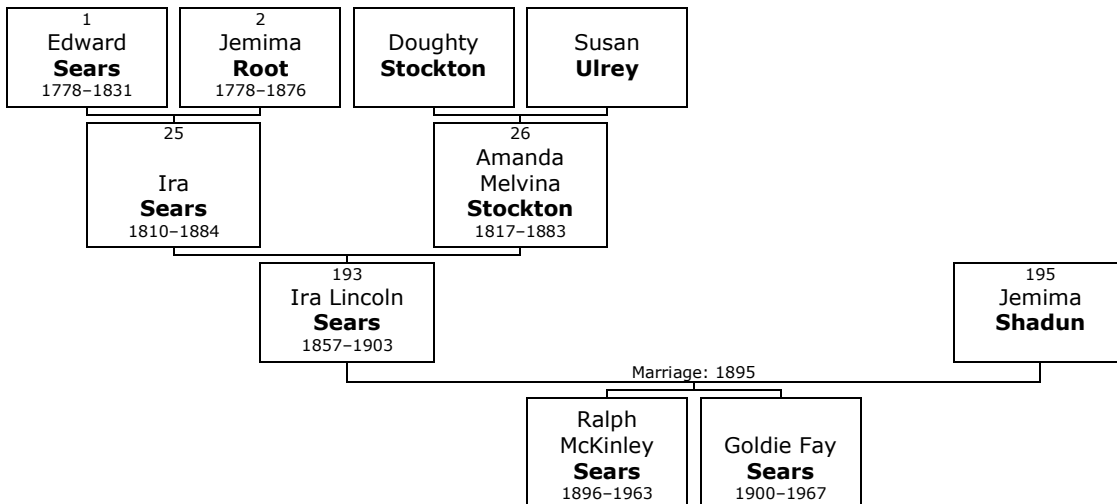 1
Edward
Sears
1778–1831
2
Jemima
Root
1778–1876
Doughty
Stockton
Susan
Ulrey
25
Ira
Sears
1810–1884
26
Amanda
Melvina
Stockton
1817–1883
193
Ira Lincoln
Sears
1857–1903
195
Jemima
Shadun
Marriage: 1895
Ralph
McKinley
Sears
1896–1963
Goldie Fay
Sears
1900–1967